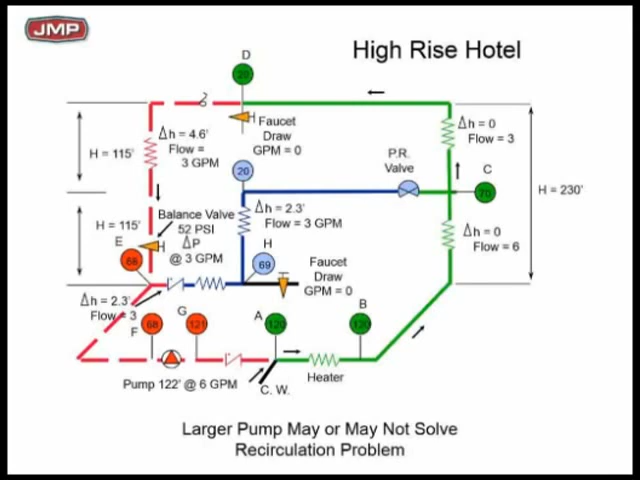 JMP
High Rise Hotel
D
20
Faucet
Draw
GPM = 0
Δh = 4.6'
Flow =
3 GPM
H = 115'
P.R.
Valve
Δh = 0
Flow = 3
C
70
H = 230'
20
Δh = 2.3'
Flow = 3 GPM
H = 115'
Balance Valve
52 PSI
ΔP
@ 3 GPM
E
68
H
69
Faucet
Draw
GPM = 0
Δh = 0
Flow = 6
Δh = 2.3'
Flow = 3
F
68
G
121
A
120
B
120
Pump 122' @ 6 GPM
C. W.
Heater
Larger Pump May or May Not Solve
Recirculation Problem